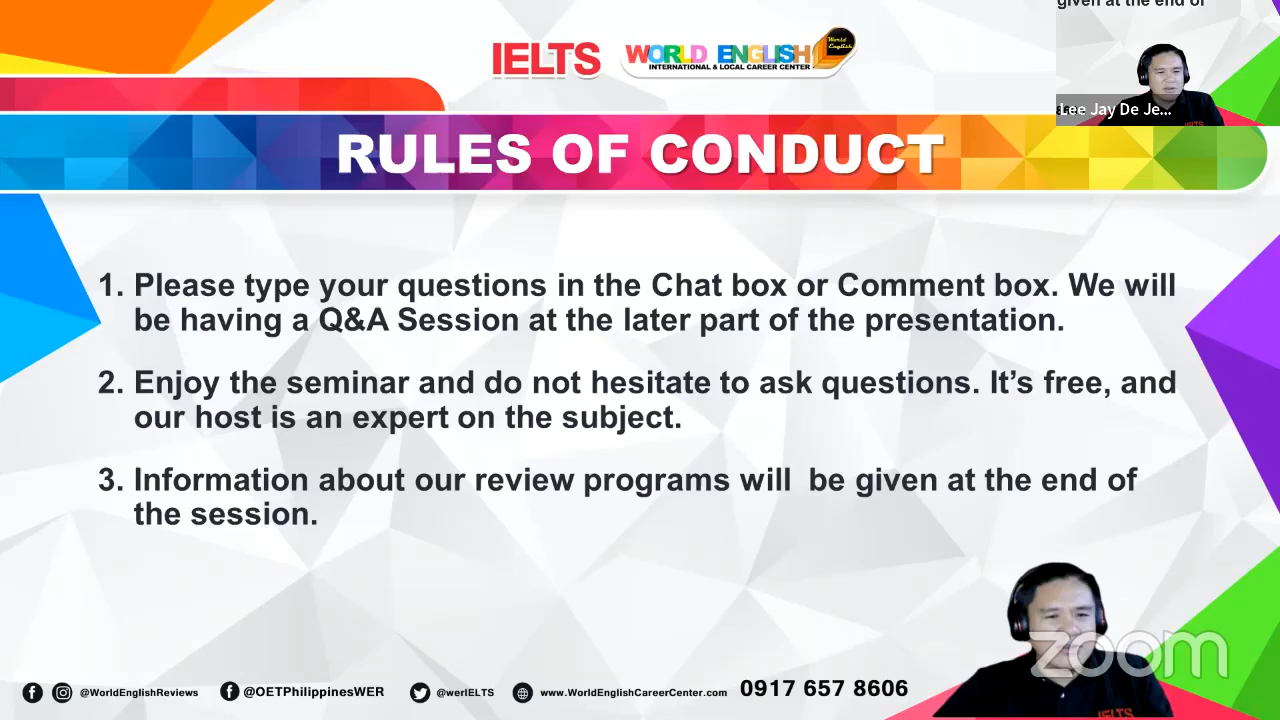 given at the end of
IELTS
WORLD ENGLISH
INTERNATIONAL & LOCAL CAREER CENTER
World
English
Lee Jay De Je...
IELTS
RULES OF CONDUCT
1. Please type your questions in the Chat box or Comment box. We will
be having a Q&A Session at the later part of the presentation.
2. Enjoy the seminar and do not hesitate to ask questions. It's free, and
our host is an expert on the subject.
3. Information about our review programs will  be given at the end of
the session.
zoom
IELTS
@WorldEnglishReviews
@OETPhilippinesWER
@werIELTS
www.WorldEnglishCareerCenter.com
0917 657 8606